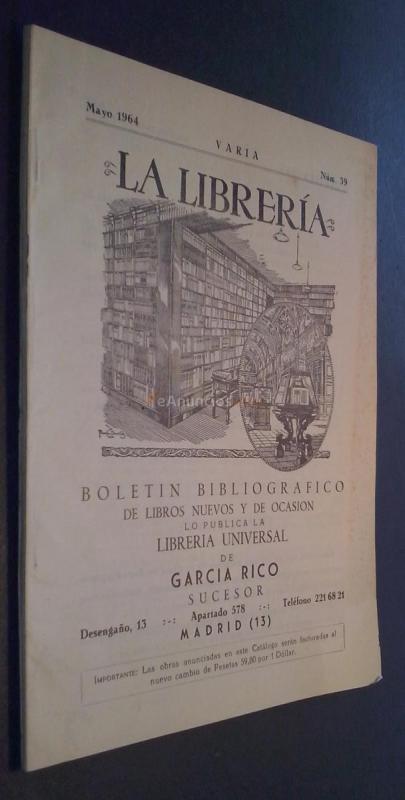 Mayo 1964
VARIA
Núm. 39
"LA LIBRERÍA"
eAnuncios
BOLETIN BIBLIOGRAFICO
DE LIBROS NUEVOS Y DE OCASION
LO PUBLICA LA
LIBRERIA UNIVERSAL
DE
GARCIA RICO
SUCESOR
Desengaño, 13 :-: Apartado 578 :-: Teléfono 221 68 21
MADRID (13)
IMPORTANTE: Las obras anunciadas en este Catálogo serán facturadas al
nuevo cambio de Pesetas 59,80 por 1 Dóllar.